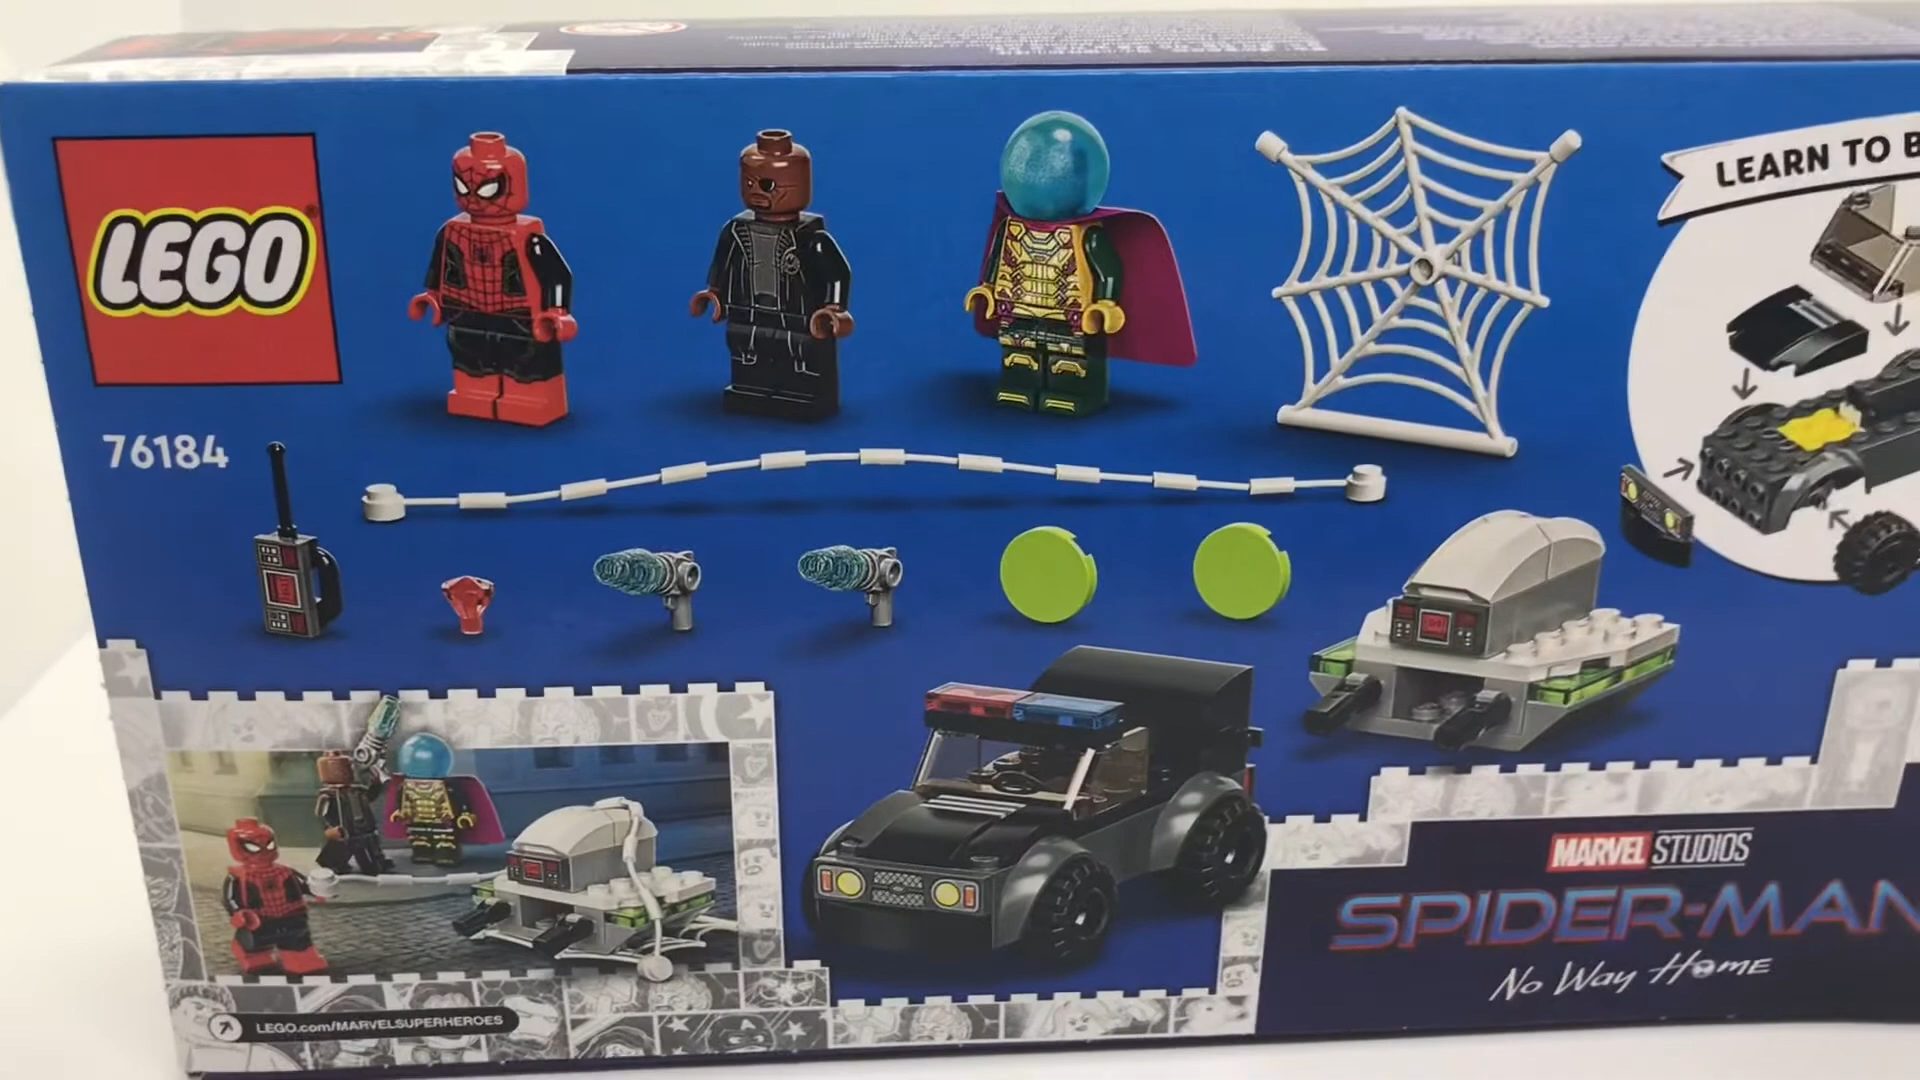 LEGO
®
76184
LEARN TO B
MARVEL STUDIOS
SPIDER-MAN
No Way Home
LEGO.com/MARVELSUPERHEROES